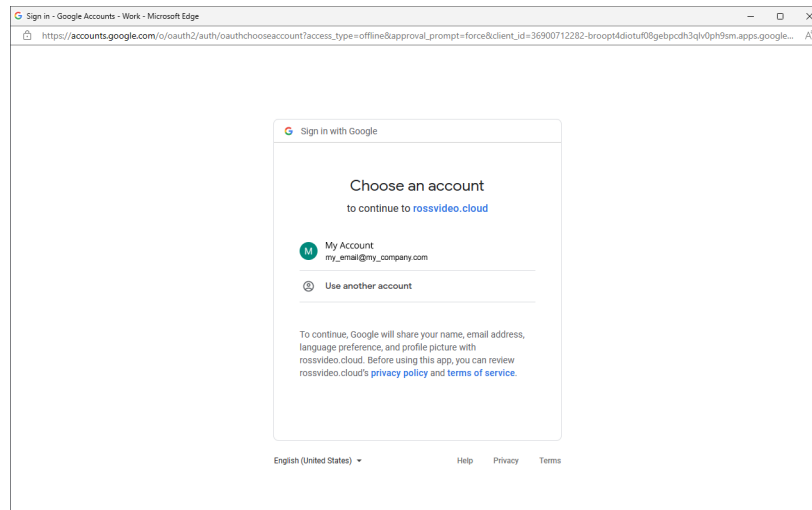 Sign in - Google Accounts - Work - Microsoft Edge
https://accounts.google.com/o/oauth2/auth/oauthchooseaccount?access_type=offline&approval_prompt=force&client_id=36900712282-broopt4diotuf08gebpcdh3qlv0ph9sm.apps.google...
Sign in with Google
Choose an account
to continue to rossvideo.cloud
M
My Account
my_email@my_company.com
Use another account
To continue, Google will share your name, email address,
language preference, and profile picture with
rossvideo.cloud. Before using this app, you can review
rossvideo.cloud's privacy policy and terms of service.
English (United States)
Help Privacy Terms